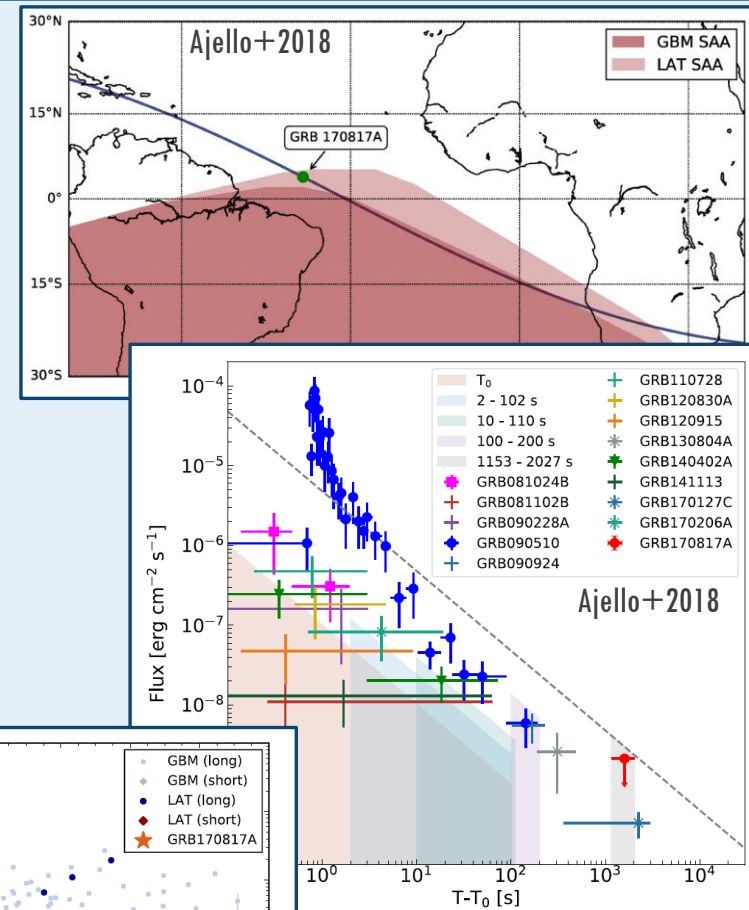 30°N
Ajello+2018
GBM SAA
LAT SAA
15°N
GRB 170817A
0°
15°S
30°S
10⁻⁴
10⁻⁵
10⁻⁶
10⁻⁷
10⁻⁸
Flux [erg cm⁻² s⁻¹]
T₀
2 - 102 s
10 - 110 s
100 - 200 s
1153 - 2027 s
GRB081024B
GRB081102B
GRB090228A
GRB090510
GRB090924
GRB110728
GRB120830A
GRB120915
GRB130804A
GRB140402A
GRB141113
GRB170127C
GRB170206A
GRB170817A
Ajello+2018
10⁰
10¹
10²
10³
10⁴
T-T₀ [s]
GBM (long)
GBM (short)
LAT (long)
LAT (short)
GRB170817A